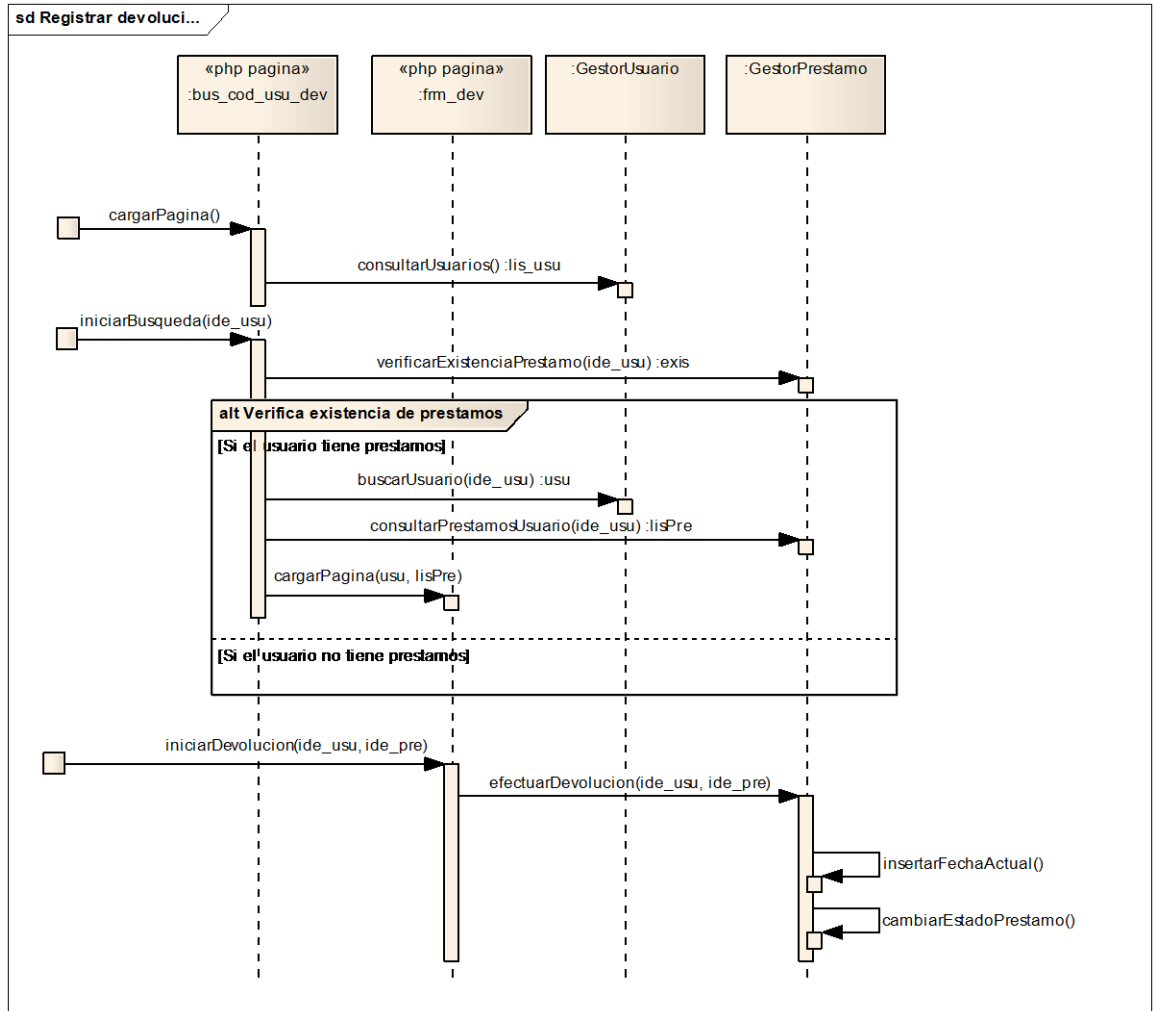 sd Registrar devoluci...
«php pagina»
:bus_cod_usu_dev
«php pagina»
:frm_dev
:GestorUsuario
:GestorPrestamo
cargarPagina()
consultarUsuarios() :lis_usu
iniciarBusqueda(ide_usu)
verificarExistenciaPrestamo(ide_usu) :exis
alt Verifica existencia de prestamos
[Si el usuario tiene prestamos]
buscarUsuario(ide_usu) :usu
consultarPrestamosUsuario(ide_usu) :lisPre
cargarPagina(usu, lisPre)
[Si el usuario no tiene prestamos]
iniciarDevolucion(ide_usu, ide_pre)
efectuarDevolucion(ide_usu, ide_pre)
insertarFechaActual()
cambiarEstadoPrestamo()